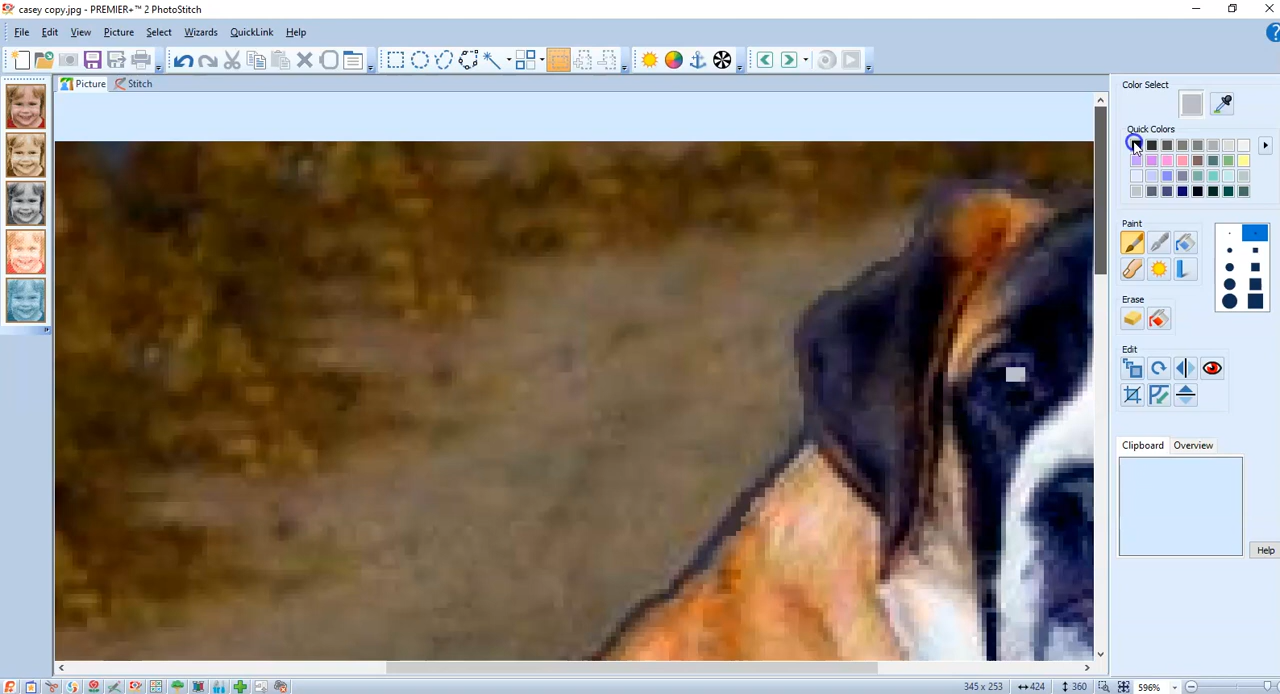 casey copy.jpg - PREMIER+™ 2 PhotoStitch
File Edit View Picture Select Wizards QuickLink Help
Picture Stitch
Color Select
Quick Colors
Paint
Erase
Edit
Clipboard Overview
Help
345 x 253 424 360 596%